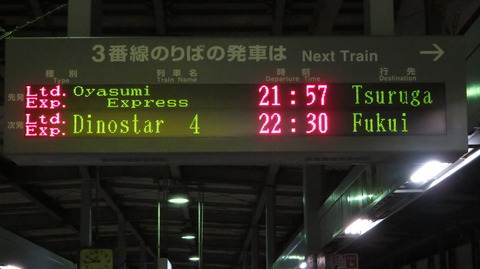 3番線のりばの発車は Next Train →
種別 列車名 時刻 行先
Type Train Name Departure Time Destination
先発 Ltd. Exp. Oyasumi Express 21:57 Tsuruga
次発 Ltd. Exp. Dinostar 4 22:30 Fukui